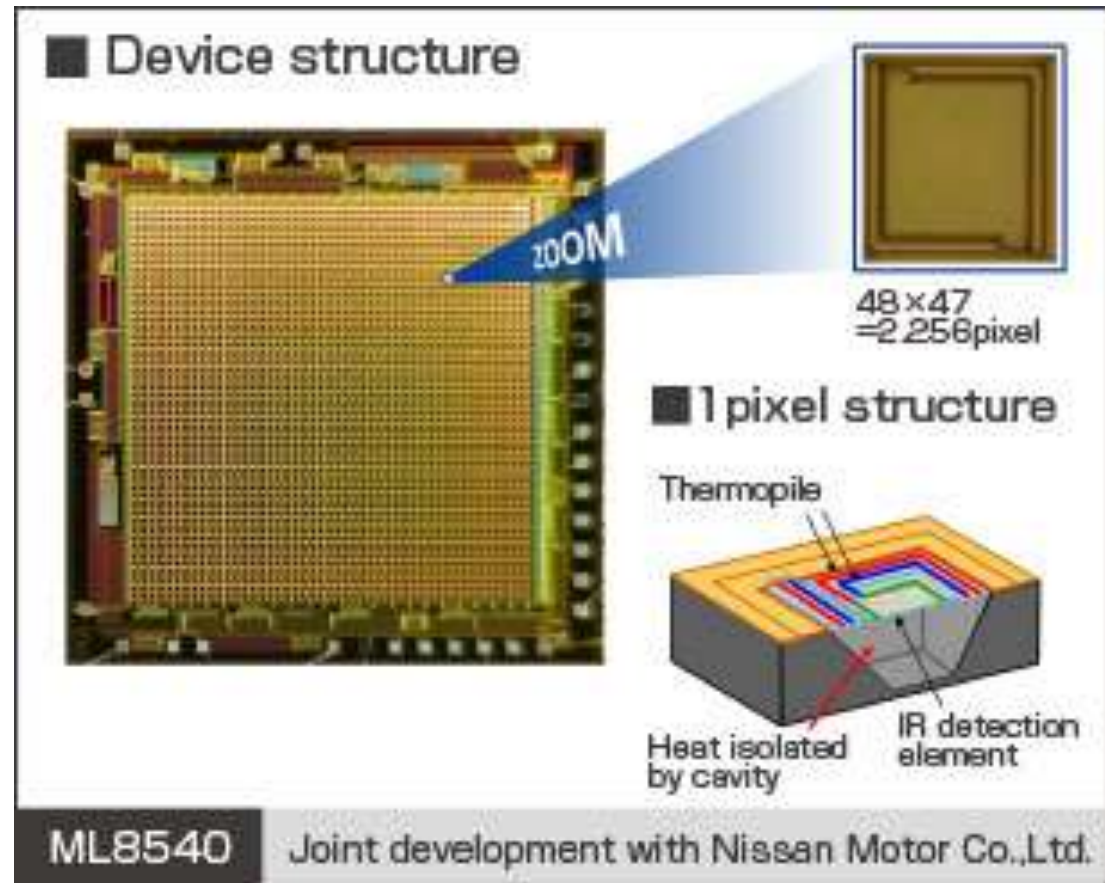 Device structure
ZOOM
48×47
=2.256pixel
1pixel structure
Thermopile
Heat isolated
by cavity
IR detection
element
ML8540
Joint development with Nissan Motor Co.,Ltd.